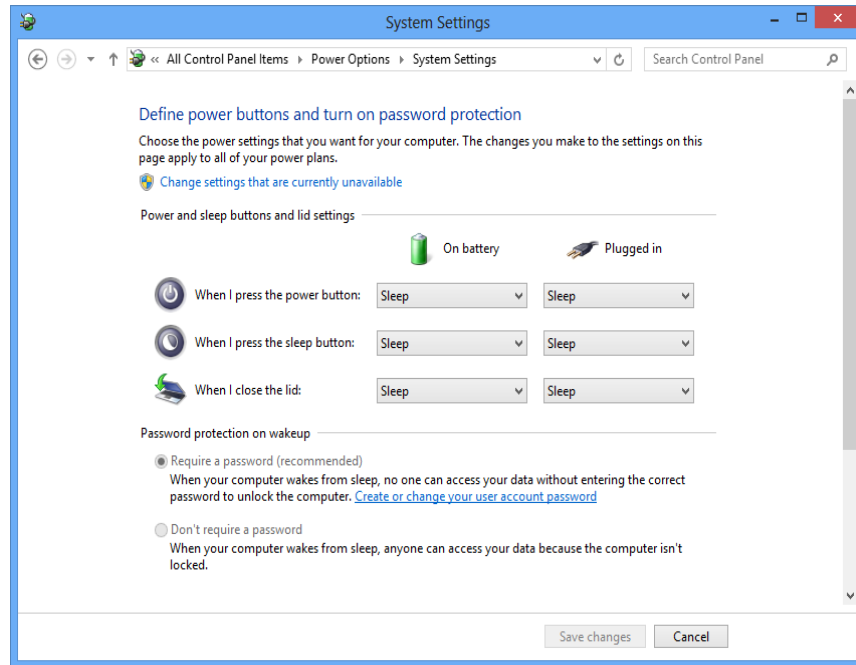 System Settings
« All Control Panel Items Power Options System Settings Search Control Panel
Define power buttons and turn on password protection
Choose the power settings that you want for your computer. The changes you make to the settings on this
page apply to all of your power plans.
Change settings that are currently unavailable
Power and sleep buttons and lid settings
On battery Plugged in
When I press the power button: Sleep Sleep
When I press the sleep button: Sleep Sleep
When I close the lid: Sleep Sleep
Password protection on wakeup
Require a password (recommended)
When your computer wakes from sleep, no one can access your data without entering the correct
password to unlock the computer. Create or change your user account password
Don't require a password
When your computer wakes from sleep, anyone can access your data because the computer isn't
locked.
Save changes Cancel